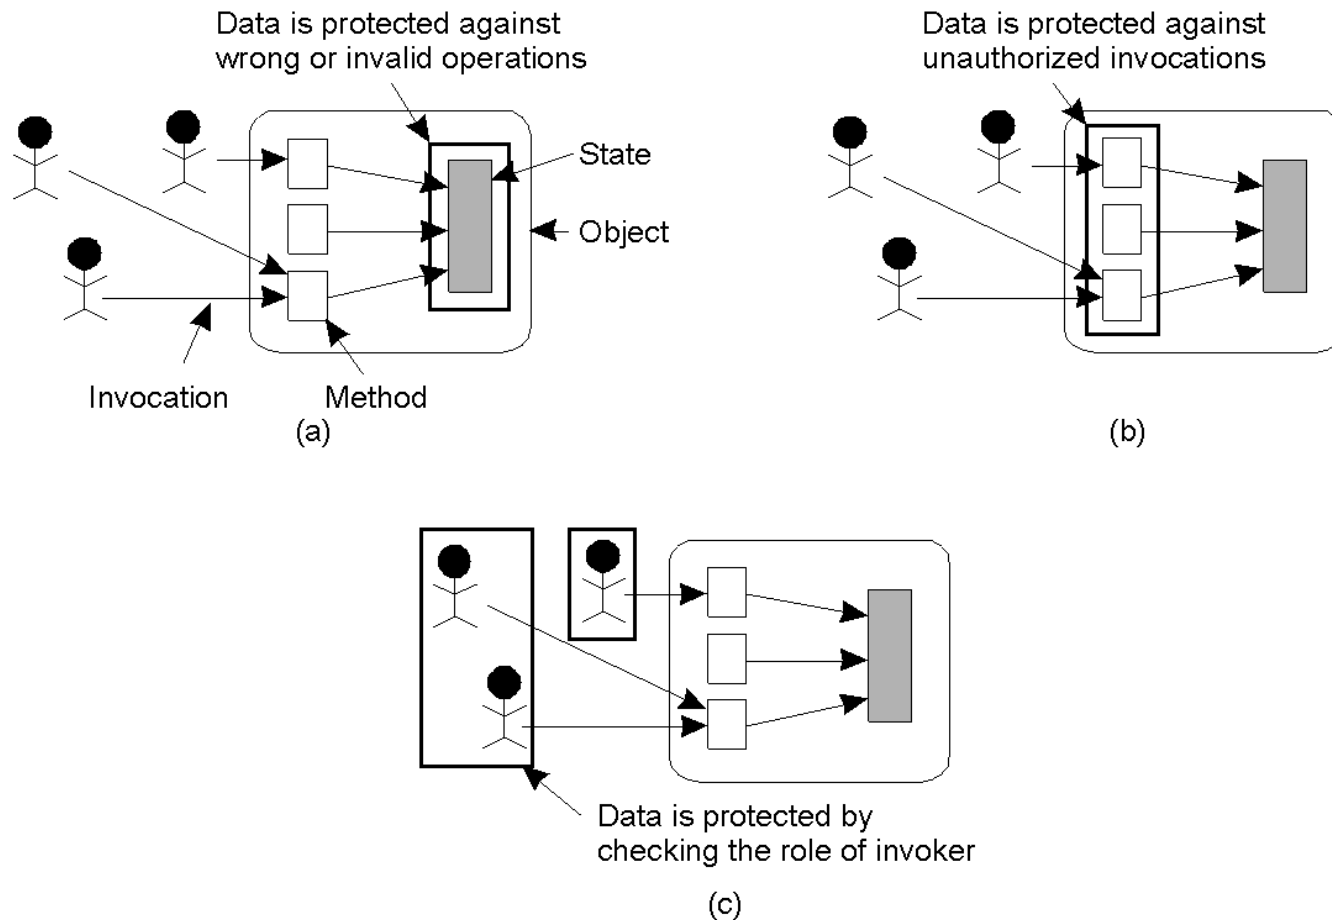 Data is protected against
wrong or invalid operations
State
Object
Invocation
Method
(a)
Data is protected against
unauthorized invocations
(b)
Data is protected by
checking the role of invoker
(c)